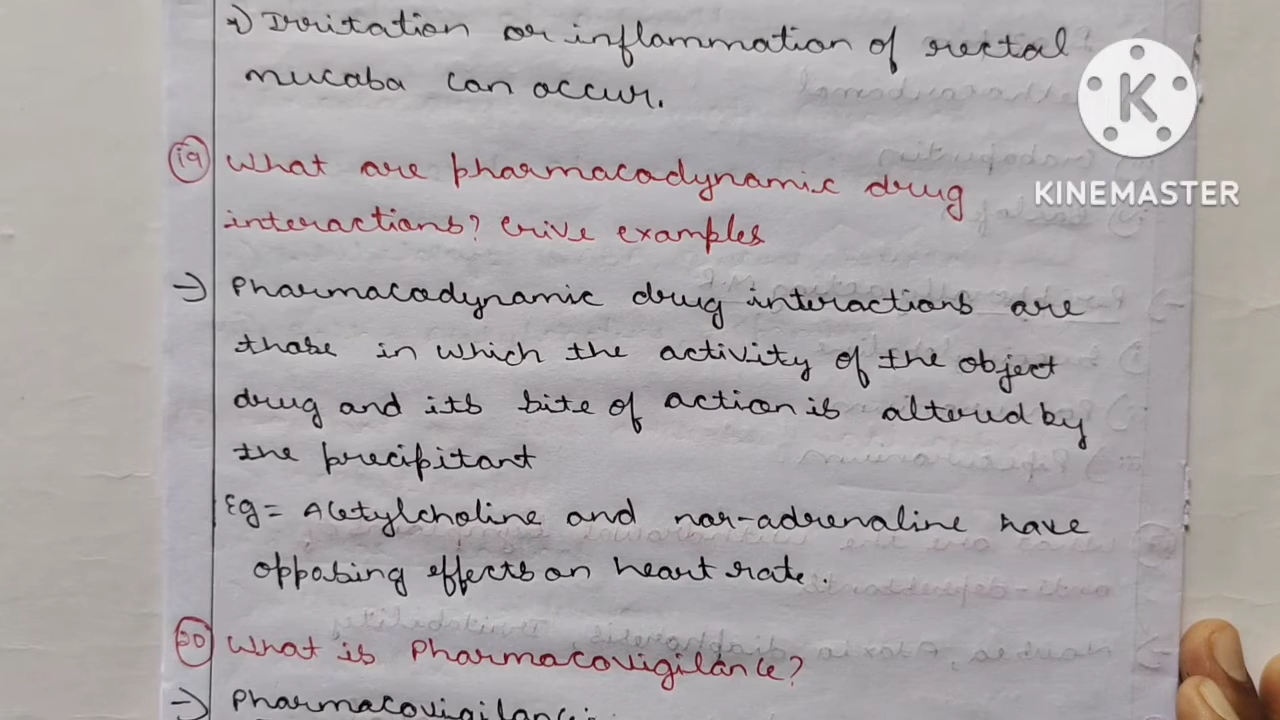 Irritation or inflammation of rectal
mucaba can occur.
K
KINEMASTER
19 What are pharmacodynamic drug
interactions? Give examples
→ Pharmacodynamic drug interactions are
those in which the activity of the object
drug and its site of action is altered by
the precipitant
Eg = Acetylcholine and nor-adrenaline have
opposing effects on heart rate.
20 What is Pharmacovigilance?
→ Pharmacovigilance: